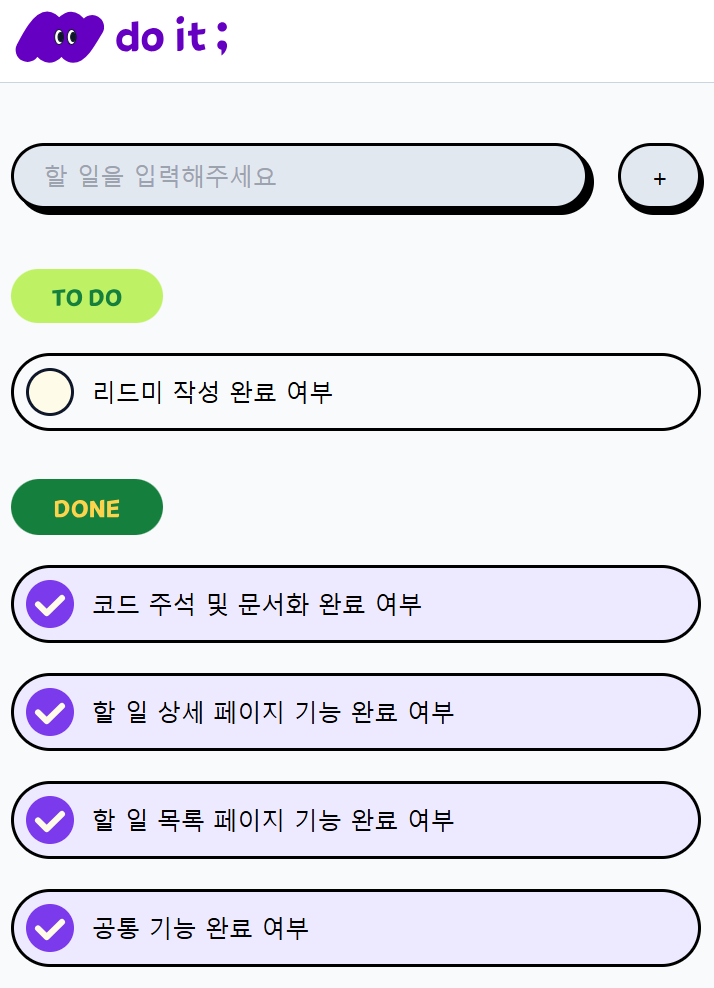 do it ;
할 일을 입력해주세요
+
TO DO
리드미 작성 완료 여부
DONE
코드 주석 및 문서화 완료 여부
할 일 상세 페이지 기능 완료 여부
할 일 목록 페이지 기능 완료 여부
공통 기능 완료 여부